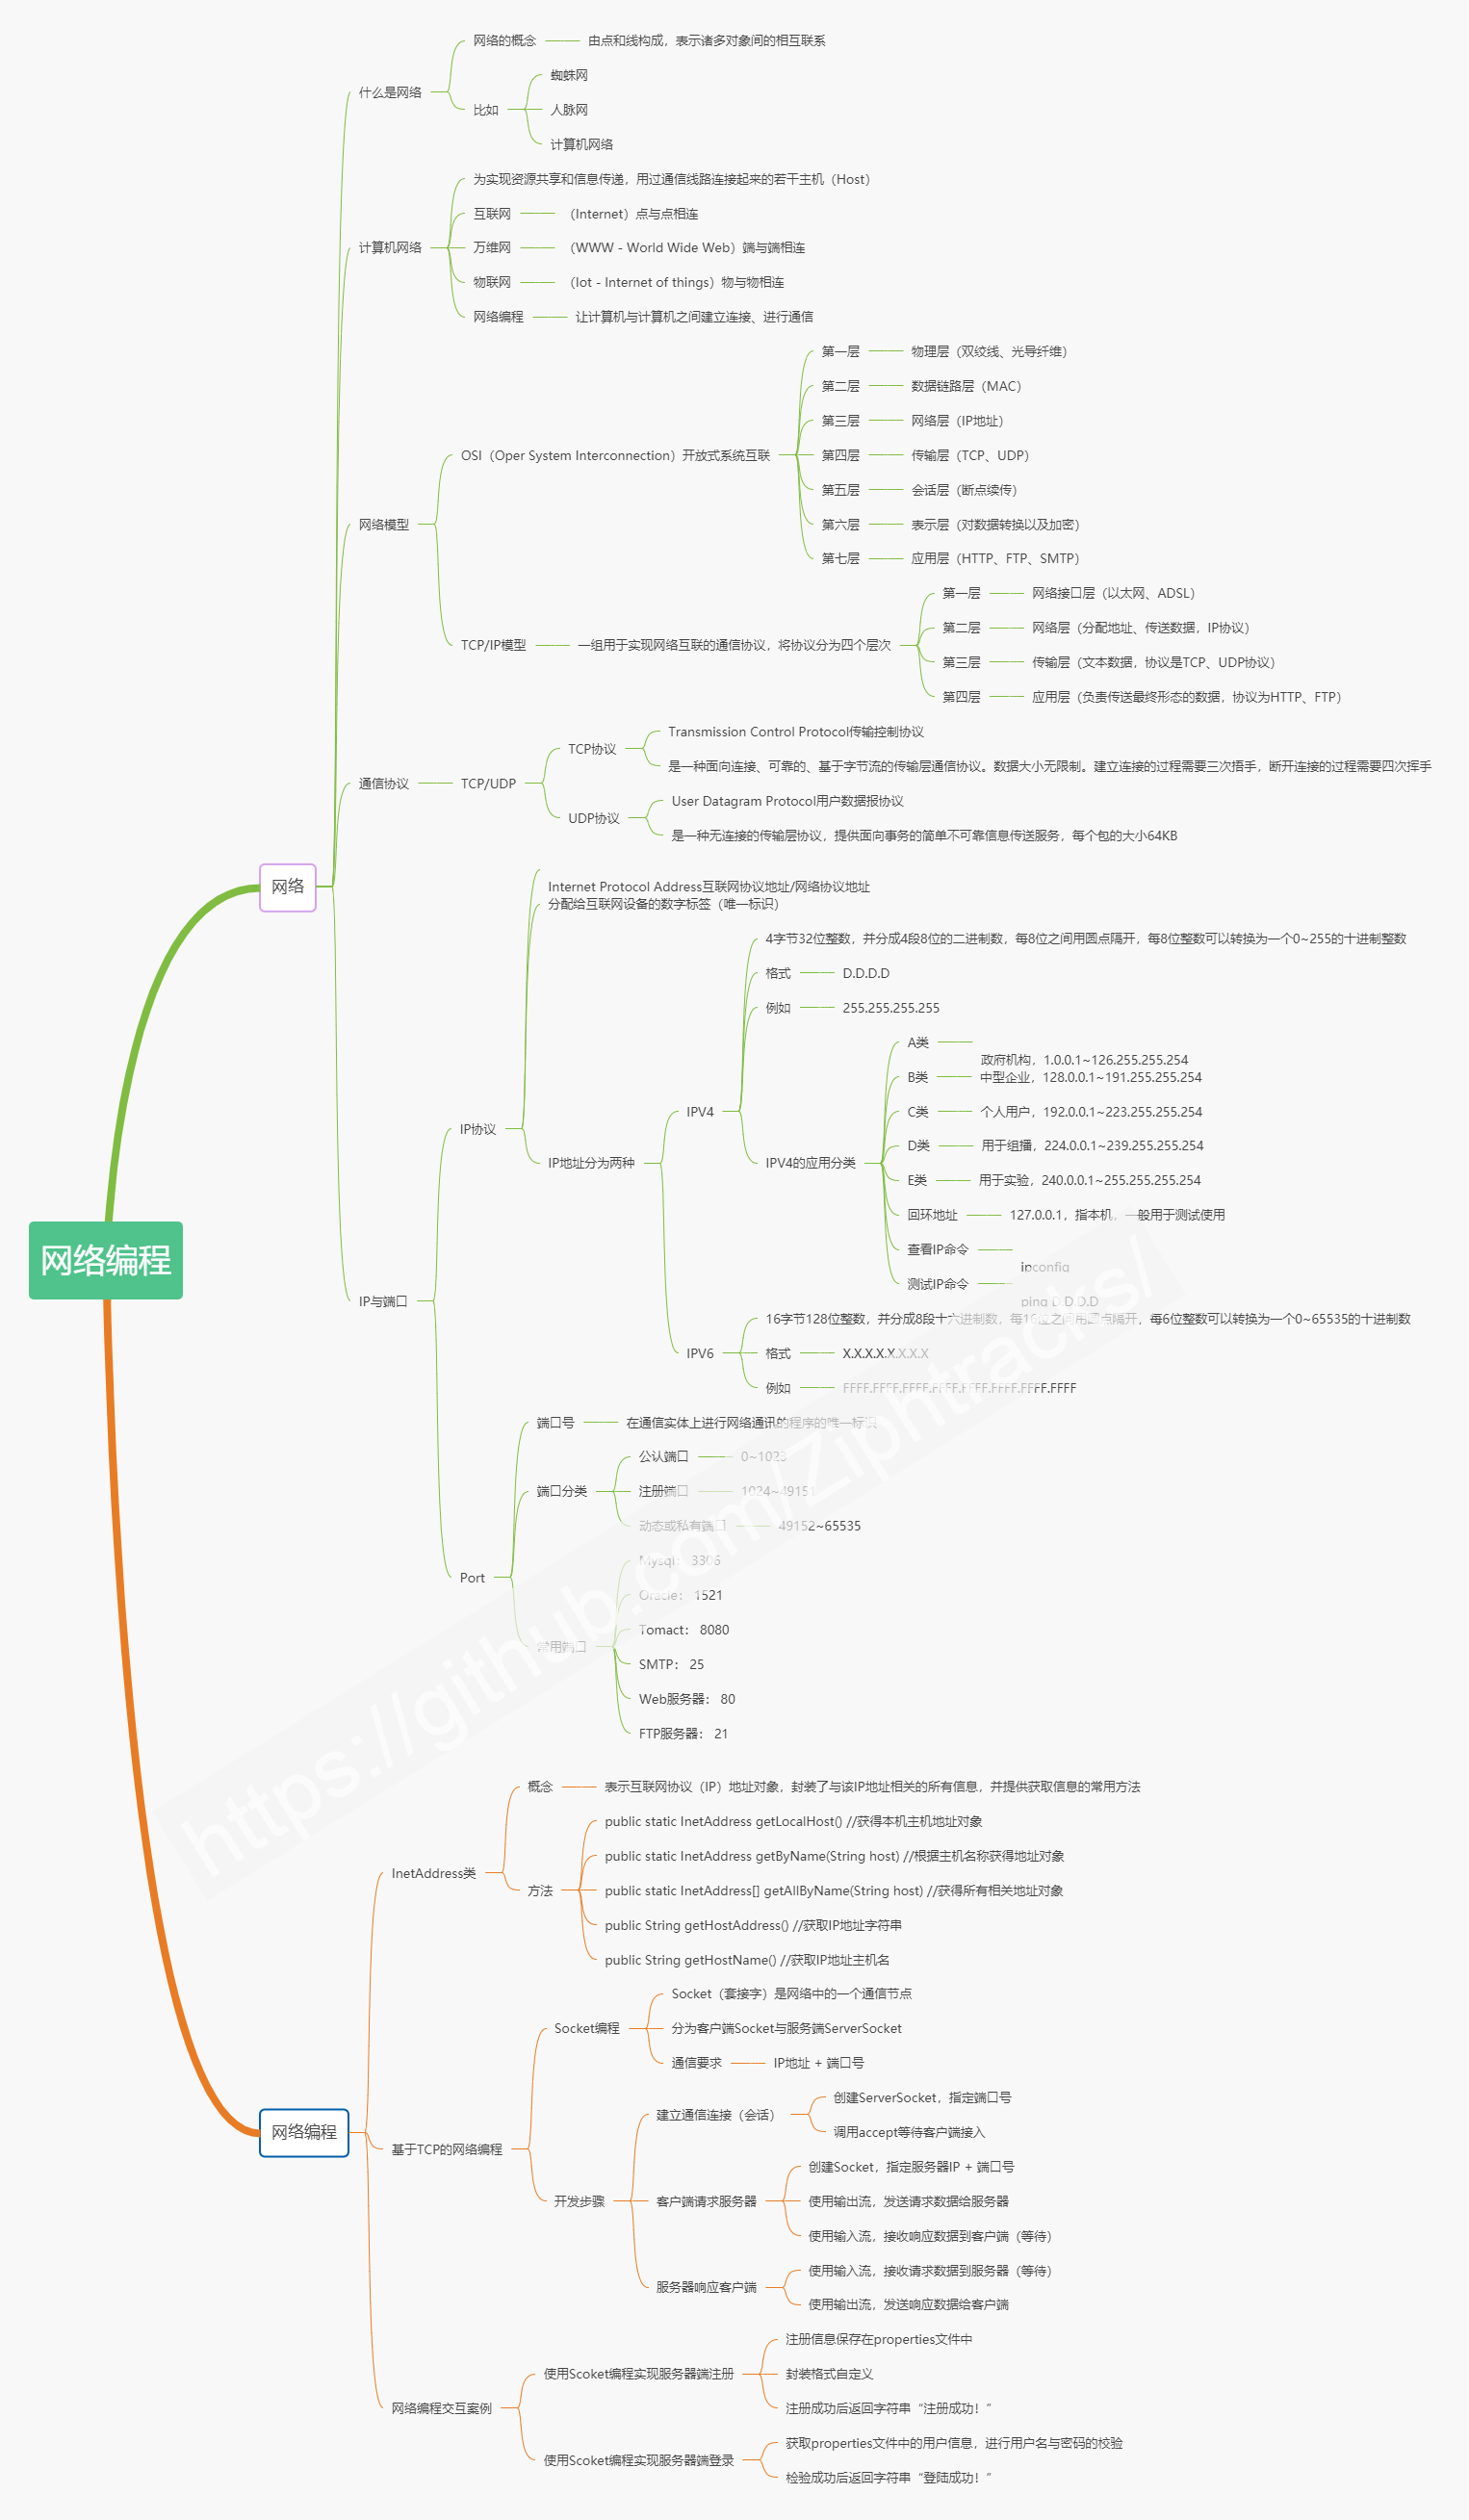 网络编程
网络
什么是网络
网络的概念
由点和线构成，表示诸多对象间的相互联系
比如
蜘蛛网
人脉网
计算机网络
计算机网络
为实现资源共享和信息传递，用过通信线路连接起来的若干主机（Host）
互联网
（Internet）点与点相连
万维网
（WWW - World Wide Web）端与端相连
物联网
（Iot - Internet of things）物与物相连
网络编程
让计算机与计算机之间建立连接、进行通信
网络模型
OSI（Oper System Interconnection）开放式系统互联
第一层
物理层（双绞线、光导纤维）
第二层
数据链路层（MAC）
第三层
网络层（IP地址）
第四层
传输层（TCP、UDP）
第五层
会话层（断点续传）
第六层
表示层（对数据转换以及加密）
第七层
应用层（HTTP、FTP、SMTP）
TCP/IP模型
一组用于实现网络互联的通信协议，将协议分为四个层次
第一层
网络接口层（以太网、ADSL）
第二层
网络层（分配地址、传送数据，IP协议）
第三层
传输层（文本数据，协议是TCP、UDP协议）
第四层
应用层（负责传送最终形态的数据，协议为HTTP、FTP）
通信协议
TCP/UDP
TCP协议
Transmission Control Protocol传输控制协议
是一种面向连接、可靠的、基于字节流的传输层通信协议。数据大小无限制。建立连接的过程需要三次捂手，断开连接的过程需要四次挥手
UDP协议
User Datagram Protocol用户数据报协议
是一种无连接的传输层协议，提供面向事务的简单不可靠信息传送服务，每个包的大小64KB
IP与端口
IP协议
Internet Protocol Address互联网协议地址/网络协议地址
分配给互联网设备的数字标签（唯一标识）
IP地址分为两种
IPV4
4字节32位整数，并分成4段8位的二进制数，每8位之间用圆点隔开，每8位整数可以转换为一个0~255的十进制整数
格式
D.D.D.D
例如
255.255.255.255
IPV4的应用分类
A类
政府机构，1.0.0.1~126.255.255.254
B类
中型企业，128.0.0.1~191.255.255.254
C类
个人用户，192.0.0.1~223.255.255.254
D类
用于组播，224.0.0.1~239.255.255.254
E类
用于实验，240.0.0.1~255.255.255.254
回环地址
127.0.0.1，指本机，一般用于测试使用
查看IP命令
ipconfig
测试IP命令
ping D.D.D.D
IPV6
16字节128位整数，并分成8段十六进制数，每16位之间用圆点隔开，每6位整数可以转换为一个0~65535的十进制数
格式
X.X.X.X.X.X.X.X
例如
FFFF.FFFF.FFFF.FFFF.FFFF.FFFF.FFFF.FFFF
Port
端口号
在通信实体上进行网络通讯的程序的唯一标识
端口分类
公认端口
0~1023
注册端口
1024~49151
动态或私有端口
49152~65535
常用端口
Mysql： 3306
Oracle： 1521
Tomact： 8080
SMTP： 25
Web服务器： 80
FTP服务器： 21
https://github.com/Ziphtracks/
网络编程
InetAddress类
概念
表示互联网协议（IP）地址对象，封装了与该IP地址相关的所有信息，并提供获取信息的常用方法
方法
public static InetAddress getLocalHost() //获得本机主机地址对象
public static InetAddress getByName(String host) //根据主机名称获得地址对象
public static InetAddress[] getAllByName(String host) //获得所有相关地址对象
public String getHostAddress() //获取IP地址字符串
public String getHostName() //获取IP地址主机名
基于TCP的网络编程
Socket编程
Socket（套接字）是网络中的一个通信节点
分为客户端Socket与服务端ServerSocket
通信要求
IP地址 + 端口号
开发步骤
建立通信连接（会话）
创建ServerSocket，指定端口号
调用accept等待客户端接入
客户端请求服务器
创建Socket，指定服务器IP + 端口号
使用输出流，发送请求数据给服务器
使用输入流，接收响应数据到客户端（等待）
服务器响应客户端
使用输入流，接收请求数据到服务器（等待）
使用输出流，发送响应数据给客户端
网络编程交互案例
使用Scoket编程实现服务器端注册
注册信息保存在properties文件中
封装格式自定义
注册成功后返回字符串“注册成功！”
使用Scoket编程实现服务器端登录
获取properties文件中的用户信息，进行用户名与密码的校验
检验成功后返回字符串“登陆成功！”